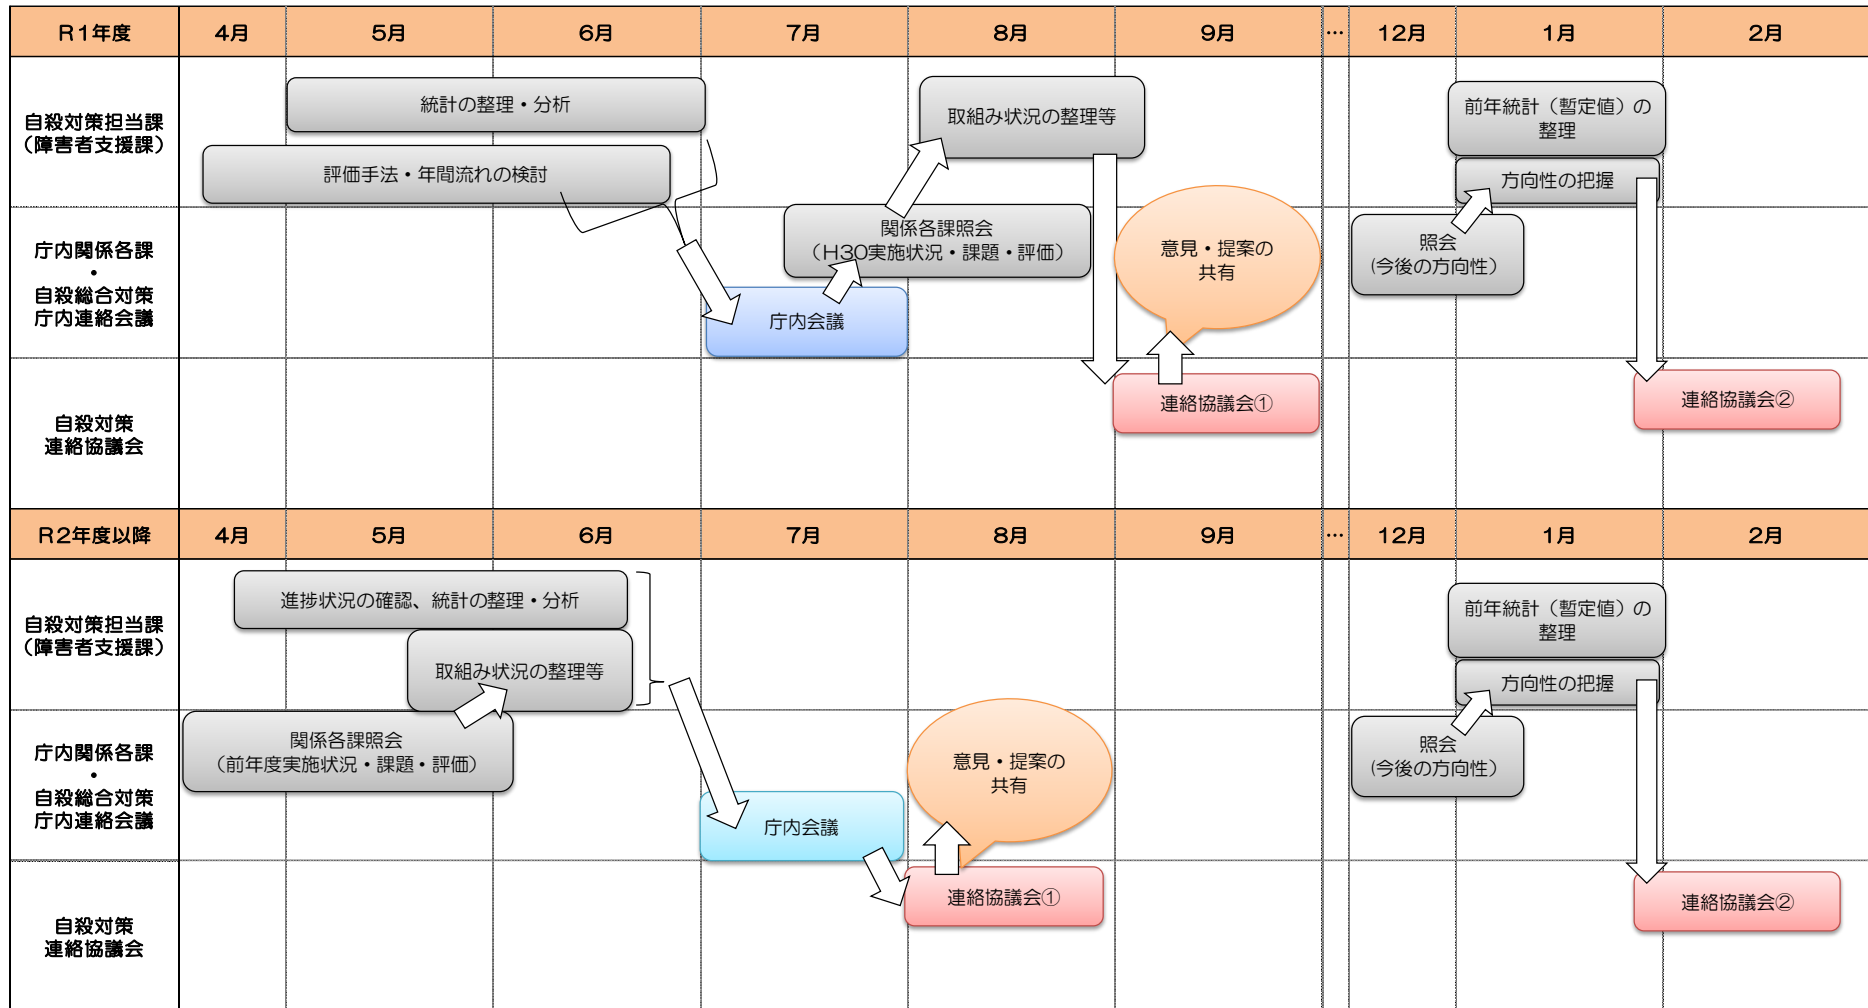 R1年度 4月 5月 6月 7月 8月 9月 … 12月 1月 2月
自殺対策担当課
（障害者支援課）
統計の整理・分析
評価手法・年間流れの検討
取組み状況の整理等
前年統計（暫定値）の
整理
方向性の把握
庁内関係各課
・
自殺総合対策
庁内連絡会議
関係各課照会
（H30実施状況・課題・評価）
庁内会議
意見・提案の
共有
照会
(今後の方向性）
自殺対策
連絡協議会
連絡協議会①
連絡協議会②
R2年度以降 4月 5月 6月 7月 8月 9月 … 12月 1月 2月
自殺対策担当課
（障害者支援課）
進捗状況の確認、統計の整理・分析
取組み状況の整理等
前年統計（暫定値）の
整理
方向性の把握
庁内関係各課
・
自殺総合対策
庁内連絡会議
関係各課照会
（前年度実施状況・課題・評価）
庁内会議
意見・提案の
共有
照会
(今後の方向性）
自殺対策
連絡協議会
連絡協議会①
連絡協議会②